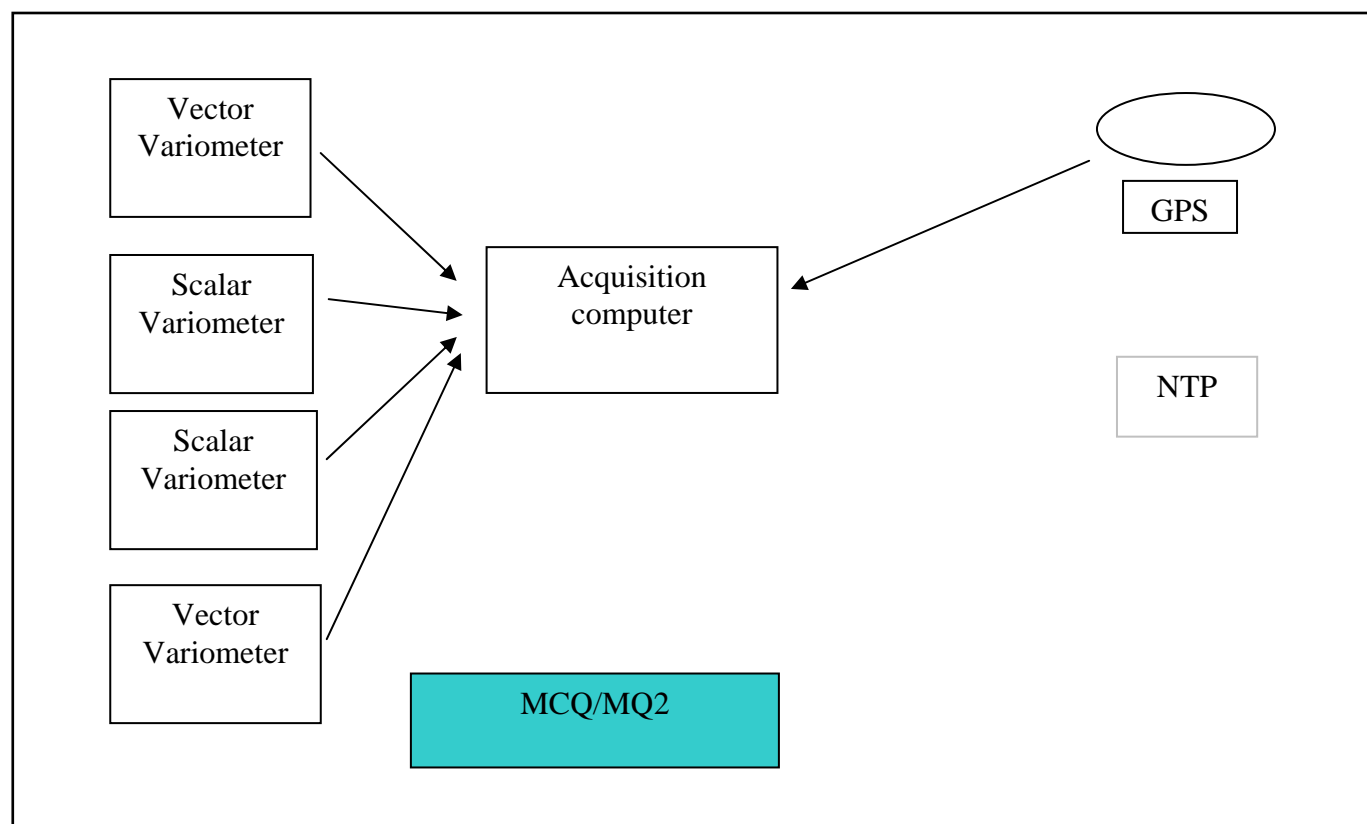 Vector
Variometer
Scalar
Variometer
Scalar
Variometer
Vector
Variometer
Acquisition
computer
MCQ/MQ2
GPS
NTP